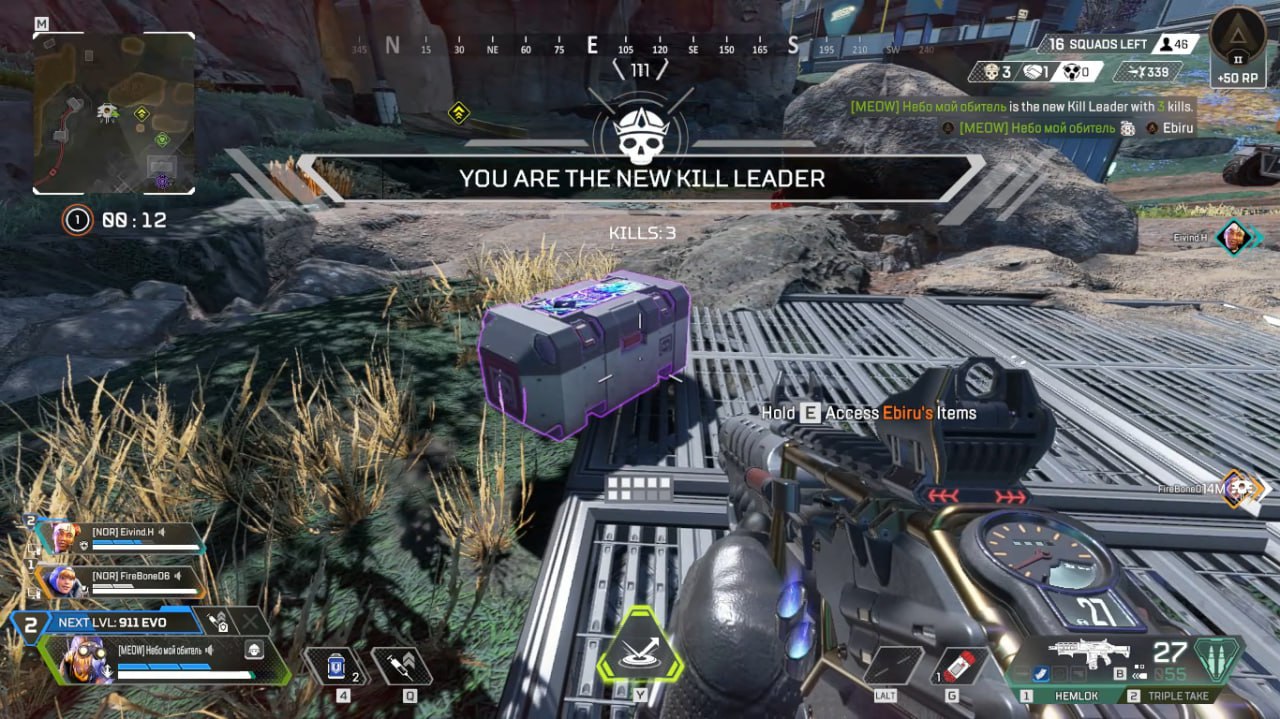 M
345 N 15 30 NE 60 75 E 105 120 SE 150 165 S 195 210 SW 240
111
16 SQUADS LEFT 46
3 1 0 339
II
+50 RP
[MEOW] Небо мой обитель is the new Kill Leader with 3 kills.
[MEOW] Небо мой обитель Ebiru
YOU ARE THE NEW KILL LEADER
KILLS: 3
1 00:12
Eivind.H
Hold E Access Ebiru's Items
FireBone0 14M
2
[NOR] Eivind.H
1
[NOR] FireBone06
2 NEXT LVL: 911 EVO
[MEOW] Небо мой обитель
2
4
Q
Y
LALT
1
G
27
B
27
055
1 HEMLOK 2 TRIPLE TAKE